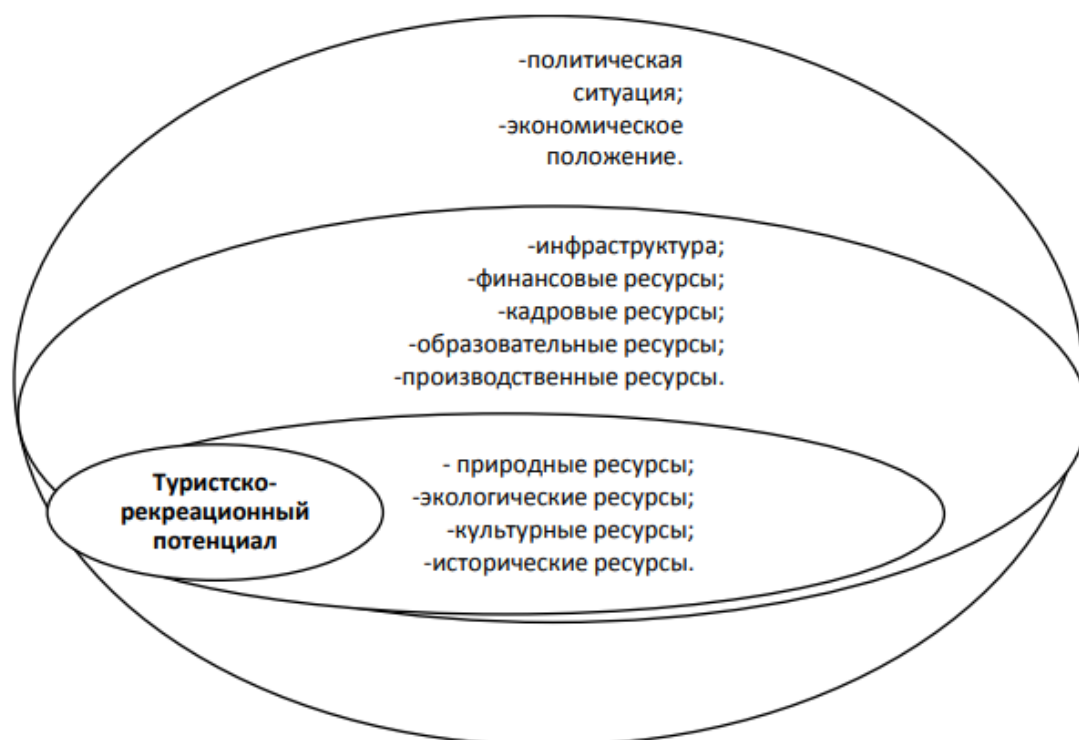 -политическая
ситуация;
-экономическое
положение.
-инфраструктура;
-финансовые ресурсы;
-кадровые ресурсы;
-образовательные ресурсы;
-производственные ресурсы.
Туристско-
рекреационный
потенциал
- природные ресурсы;
-экологические ресурсы;
-культурные ресурсы;
-исторические ресурсы.